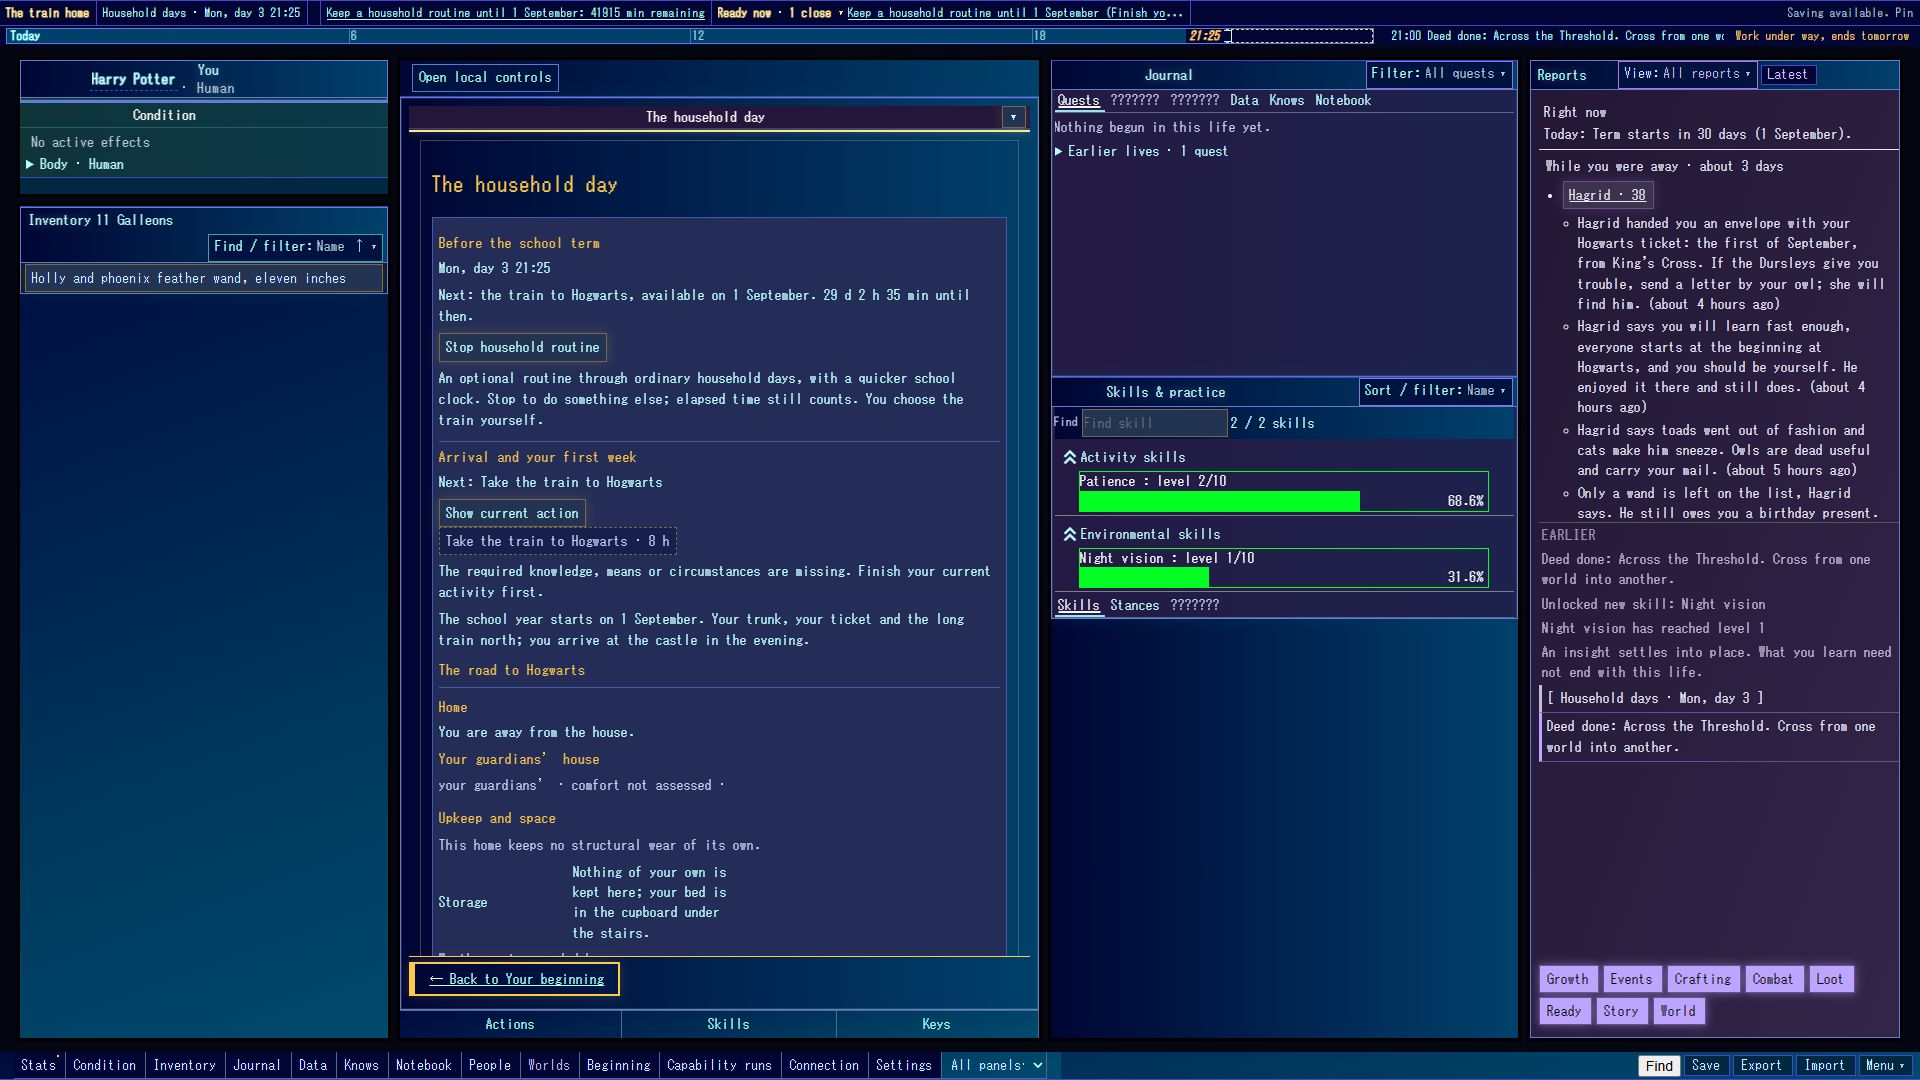 The train home
Household days · Mon, day 3 21:25
Keep a household routine until 1 September: 41915 min remaining
Ready now · 1 close ▾ Keep a household routine until 1 September (Finish yo...
Saving available. Pin
Today
6
12
18
21:25
21:00 Deed done: Across the Threshold. Cross from one wo
Work under way, ends tomorrow
Harry Potter · You
Human
Condition
No active effects
▶ Body · Human
Inventory 11 Galleons
Find / filter: Name ↑ ▾
Holly and phoenix feather wand, eleven inches
Open local controls
The household day
▼
The household day
Before the school term
Mon, day 3 21:25
Next: the train to Hogwarts, available on 1 September. 29 d 2 h 35 min until
then.
Stop household routine
An optional routine through ordinary household days, with a quicker school
clock. Stop to do something else; elapsed time still counts. You choose the
train yourself.
Arrival and your first week
Next: Take the train to Hogwarts
Show current action
Take the train to Hogwarts · 8 h
The required knowledge, means or circumstances are missing. Finish your current
activity first.
The school year starts on 1 September. Your trunk, your ticket and the long
train north; you arrive at the castle in the evening.
The road to Hogwarts
Home
You are away from the house.
Your guardians’ house
your guardians’ · comfort not assessed ·
Upkeep and space
This home keeps no structural wear of its own.
Storage
Nothing of your own is
kept here; your bed is
in the cupboard under
the stairs.
← Back to Your beginning
Actions
Skills
Keys
Journal
Filter: All quests ▾
Quests ??????? ??????? Data Knows Notebook
Nothing begun in this life yet.
▶ Earlier lives · 1 quest
Skills & practice
Sort / filter: Name ▾
Find
Find skill
2 / 2 skills
Activity skills
Patience : level 2/10
68.6%
Environmental skills
Night vision : level 1/10
31.6%
Skills Stances ???????
Reports
View: All reports ▾
Latest
Right now
Today: Term starts in 30 days (1 September).
While you were away · about 3 days
• Hagrid · 38
Hagrid handed you an envelope with your
Hogwarts ticket: the first of September,
from King's Cross. If the Dursleys give you
trouble, send a letter by your owl; she will
find him. (about 4 hours ago)
Hagrid says you will learn fast enough,
everyone starts at the beginning at
Hogwarts, and you should be yourself. He
enjoyed it there and still does. (about 4
hours ago)
Hagrid says toads went out of fashion and
cats make him sneeze. Owls are dead useful
and carry your mail. (about 5 hours ago)
Only a wand is left on the list, Hagrid
says. He still owes you a birthday present.
EARLIER
Deed done: Across the Threshold. Cross from one
world into another.
Unlocked new skill: Night vision
Night vision has reached level 1
An insight settles into place. What you learn need
not end with this life.
[ Household days · Mon, day 3 ]
Deed done: Across the Threshold. Cross from one
world into another.
Growth
Events
Crafting
Combat
Loot
Ready
Story
World
Stats
Condition
Inventory
Journal
Data
Knows
Notebook
People
Worlds
Beginning
Capability runs
Connection
Settings
All panels
Find
Save
Export
Import
Menu ▾